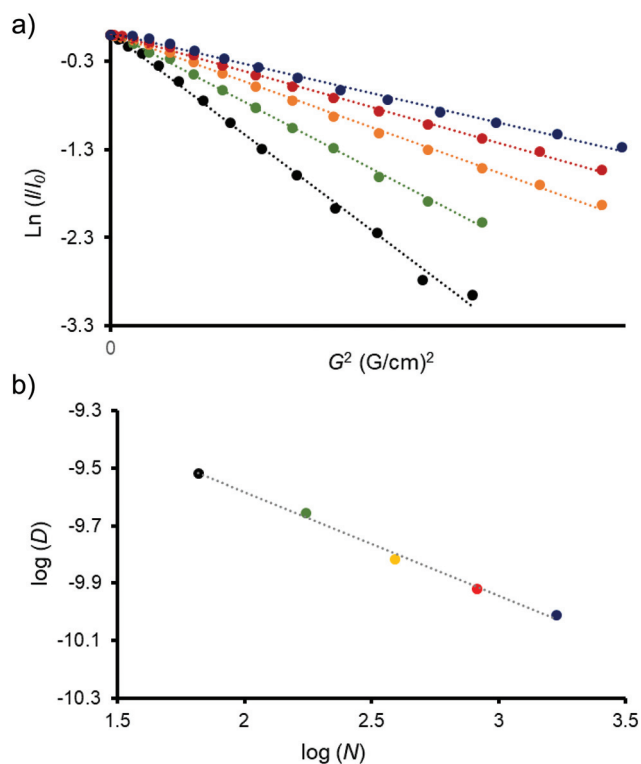 a)
-0.3
-1.3
-2.3
-3.3
Ln (I/I₀)
0
G² (G/cm)²
b)
-9.3
-9.5
-9.7
-9.9
-10.1
-10.3
log (D)
1.5 2 2.5 3 3.5
log (N)